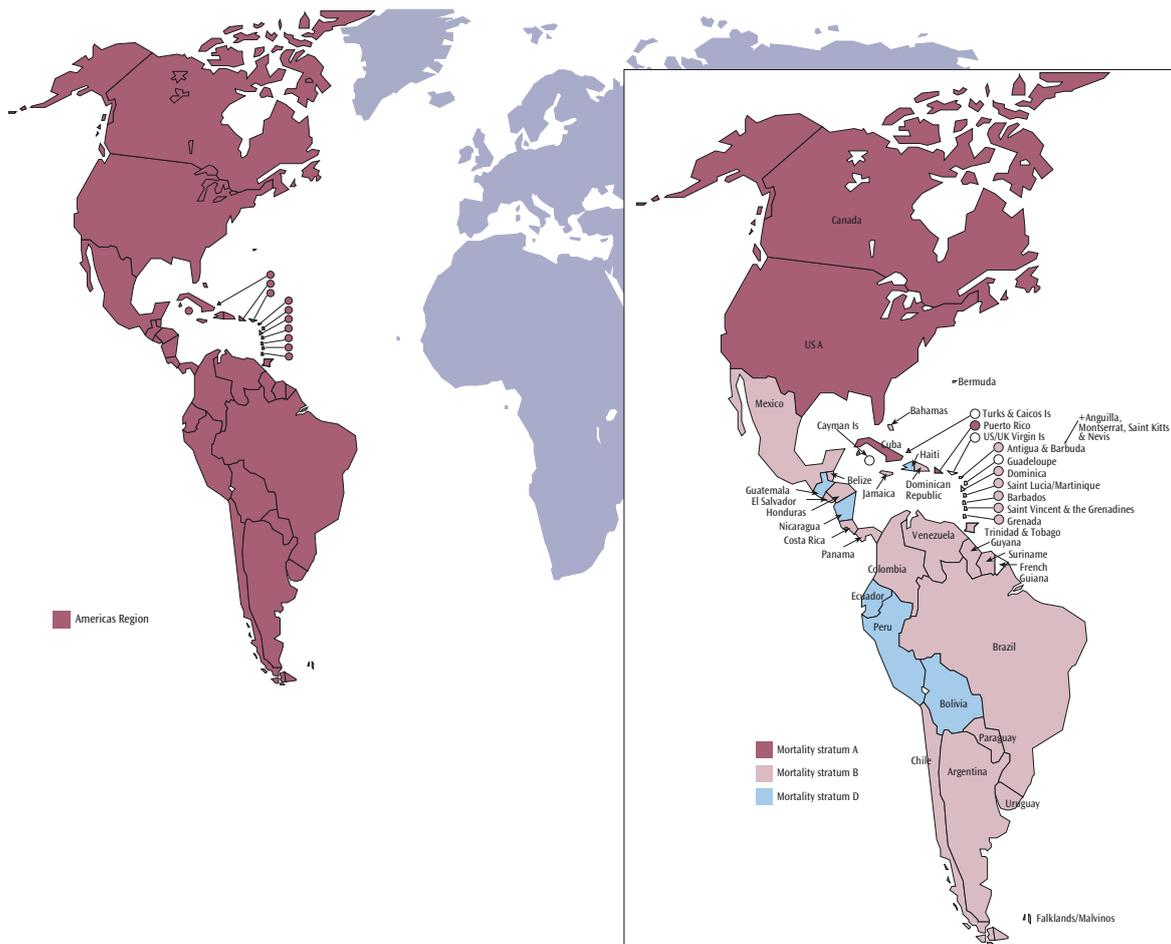 Americas Region
Canada
US A
Mexico
Bermuda
Bahamas
Cayman Is
Cuba
Turks & Caicos Is
Puerto Rico
US/UK Virgin Is
+Anguilla,
Montserrat, Saint Kitts
& Nevis
Antigua & Barbuda
Guadeloupe
Dominica
Saint Lucia/Martinique
Barbados
Saint Vincent & the Grenadines
Grenada
Trinidad & Tobago
Haiti
Dominican
Republic
Jamaica
Belize
Guatemala
El Salvador
Honduras
Nicaragua
Costa Rica
Panama
Venezuela
Guyana
Suriname
French
Guiana
Colombia
Ecuador
Peru
Brazil
Bolivia
Paraguay
Chile
Argentina
Uruguay
Mortality stratum A
Mortality stratum B
Mortality stratum D
Falklands/Malvinos